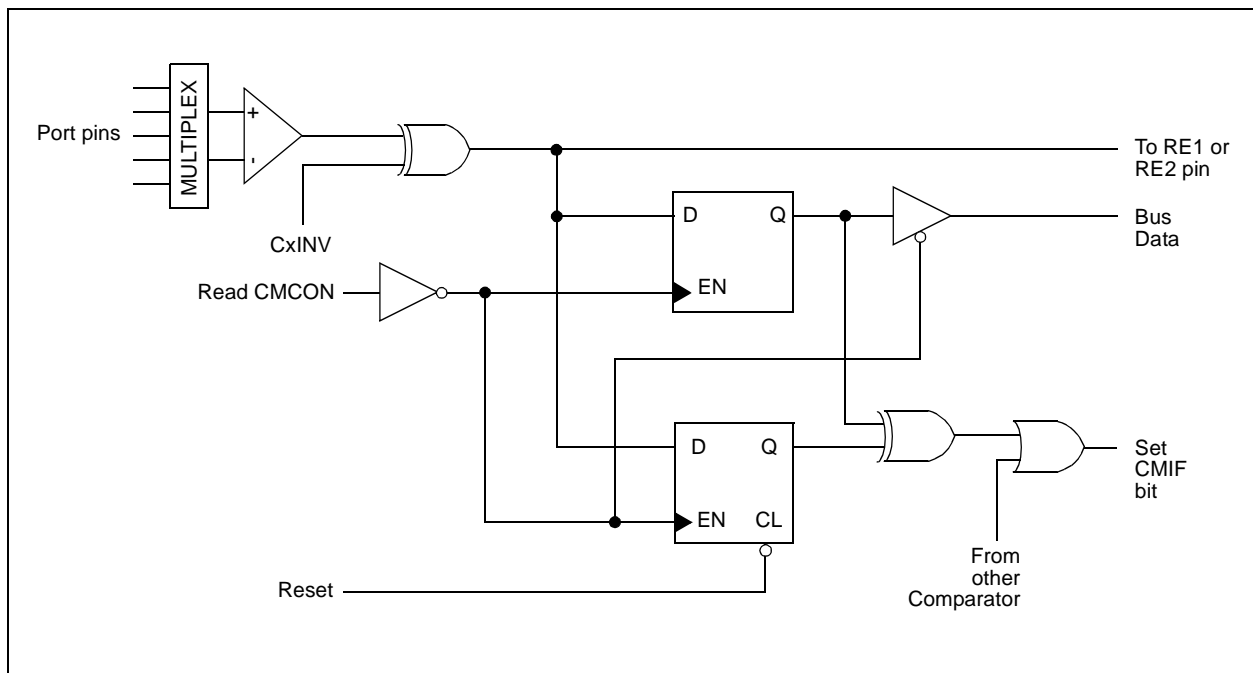 MULTIPLEX
+
-
Port pins
To RE1 or
RE2 pin
D
Q
Bus
Data
CxINV
Read CMCON
EN
D
Q
Set
CMIF
bit
EN
CL
From
other
Comparator
Reset